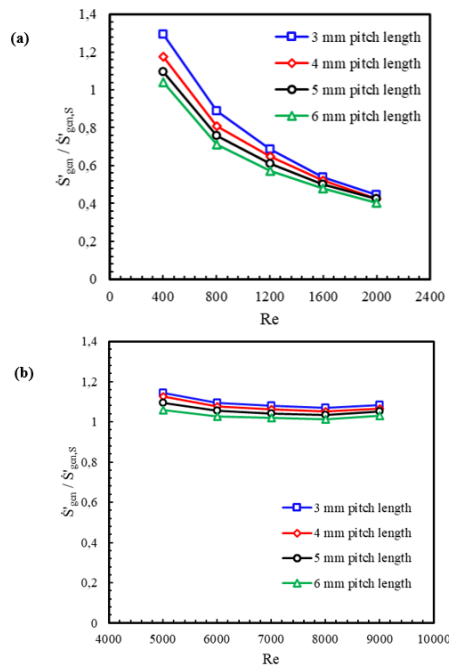 (a)
1,4
1,2
1
0,8
0,6
0,4
0,2
0
Ṡ'gen / Ṡ'gen,S
3 mm pitch length
4 mm pitch length
5 mm pitch length
6 mm pitch length
0 400 800 1200 1600 2000 2400
Re
(b)
1,4
1,2
1
0,8
0,6
0,4
0,2
0
Ṡ'gen / Ṡ'gen,S
3 mm pitch length
4 mm pitch length
5 mm pitch length
6 mm pitch length
4000 5000 6000 7000 8000 9000 10000
Re